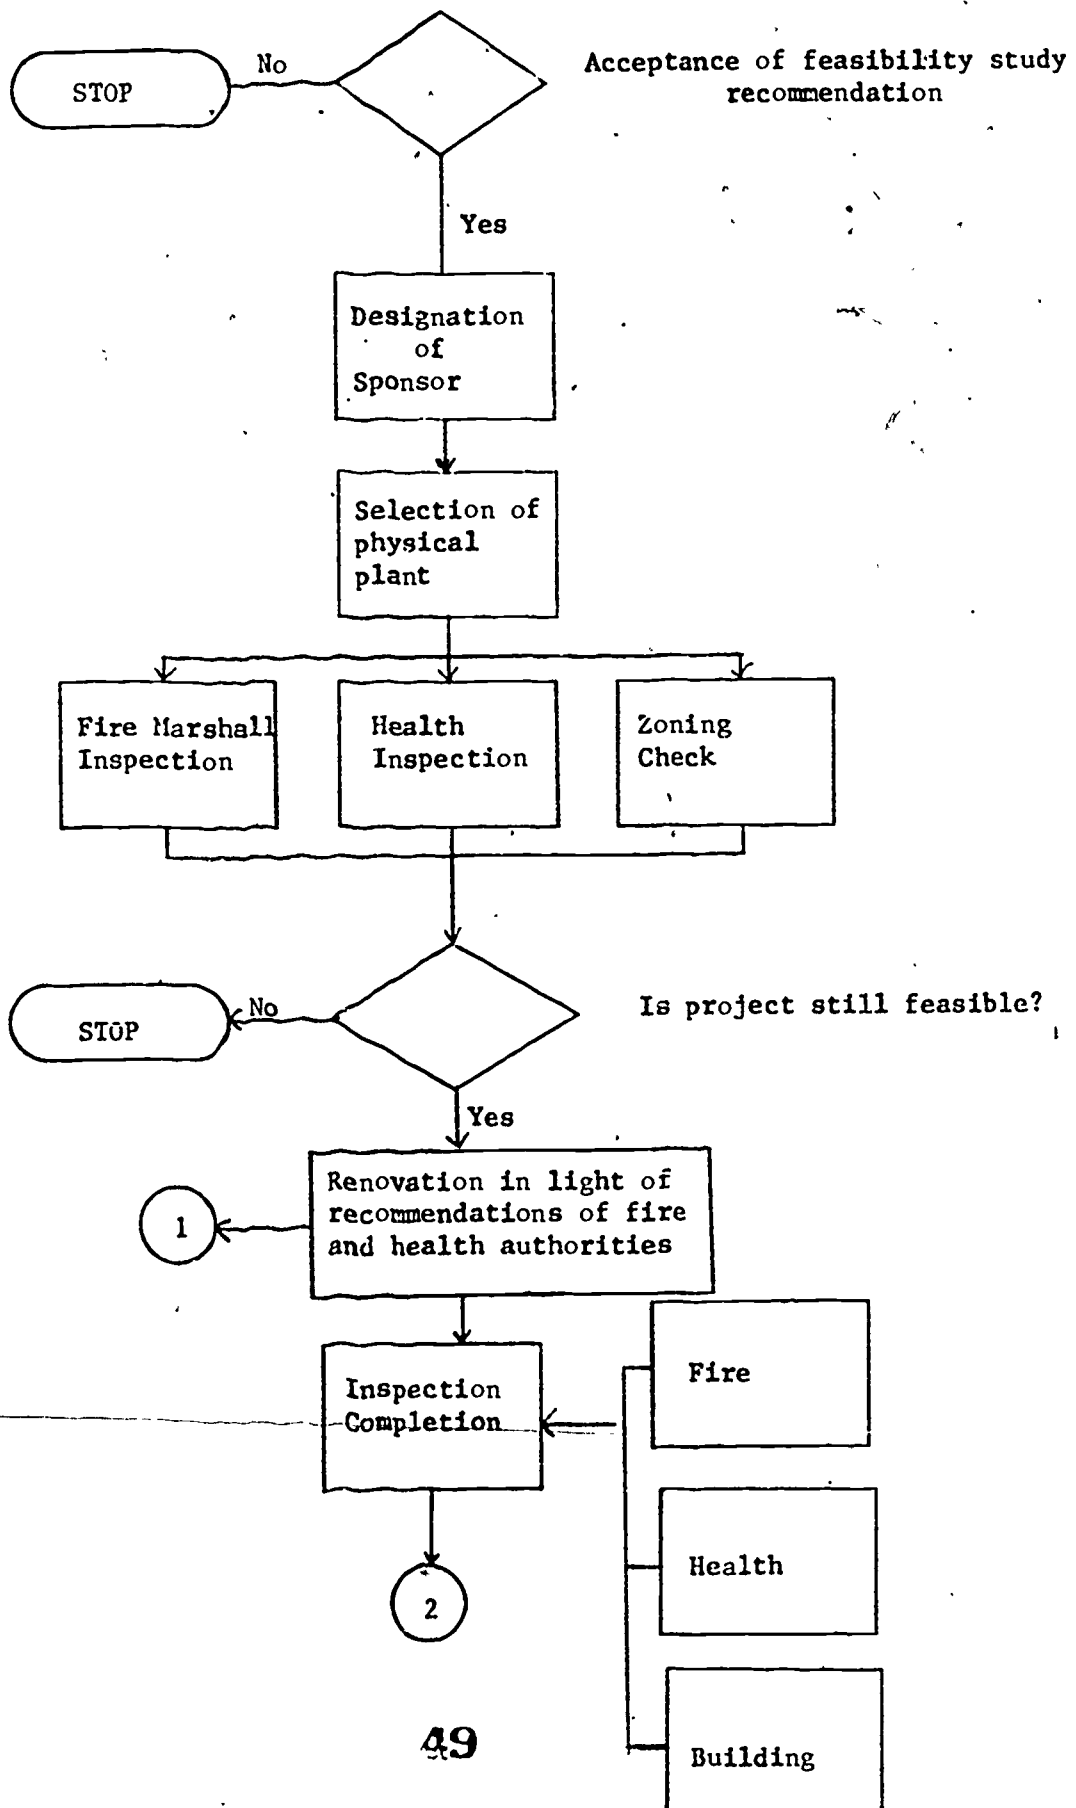 No
STOP
Acceptance of feasibility study
recommendation
Yes
Designation
of
Sponsor
Selection of
physical
plant
Fire Marshall
Inspection
Health
Inspection
Zoning
Check
No
STOP
Is project still feasible?
Yes
Renovation in light of
recommendations of fire
and health authorities
1
Inspection
Completion
Fire
Health
2
Building
49